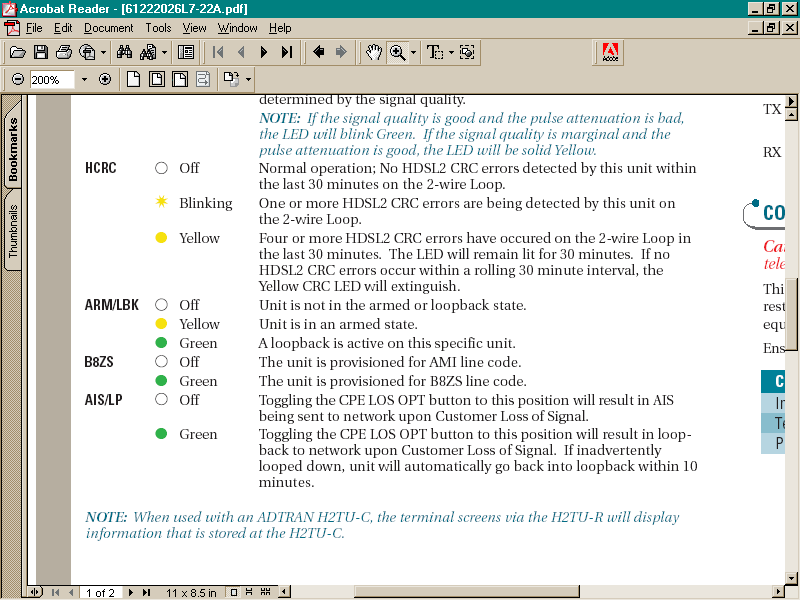 Acrobat Reader - [61222026L7-22A.pdf]
File Edit Document Tools View Window Help
Adobe
200%
Bookmarks
Thumbnails
determined by the signal quality.
NOTE: If the signal quality is good and the pulse attenuation is bad,
the LED will blink Green. If the signal quality is marginal and the
pulse attenuation is good, the LED will be solid Yellow.
HCRC Off Normal operation; No HDSL2 CRC errors detected by this unit within
the last 30 minutes on the 2-wire Loop.
Blinking One or more HDSL2 CRC errors are being detected by this unit on
the 2-wire Loop.
Yellow Four or more HDSL2 CRC errors have occured on the 2-wire Loop in
the last 30 minutes. The LED will remain lit for 30 minutes. If no
HDSL2 CRC errors occur within a rolling 30 minute interval, the
Yellow CRC LED will extinguish.
ARM/LBK Off Unit is not in the armed or loopback state.
Yellow Unit is in an armed state.
Green A loopback is active on this specific unit.
B8ZS Off The unit is provisioned for AMI line code.
Green The unit is provisioned for B8ZS line code.
AIS/LP Off Toggling the CPE LOS OPT button to this position will result in AIS
being sent to network upon Customer Loss of Signal.
Green Toggling the CPE LOS OPT button to this position will result in loop-
back to network upon Customer Loss of Signal. If inadvertently
looped down, unit will automatically go back into loopback within 10
minutes.
NOTE: When used with an ADTRAN H2TU-C, the terminal screens via the H2TU-R will display
information that is stored at the H2TU-C.
TX
RX
CO
Ca
tele
Thi
rest
equ
Ens
C
In
Te
P
1 of 2
11 x 8.5 in